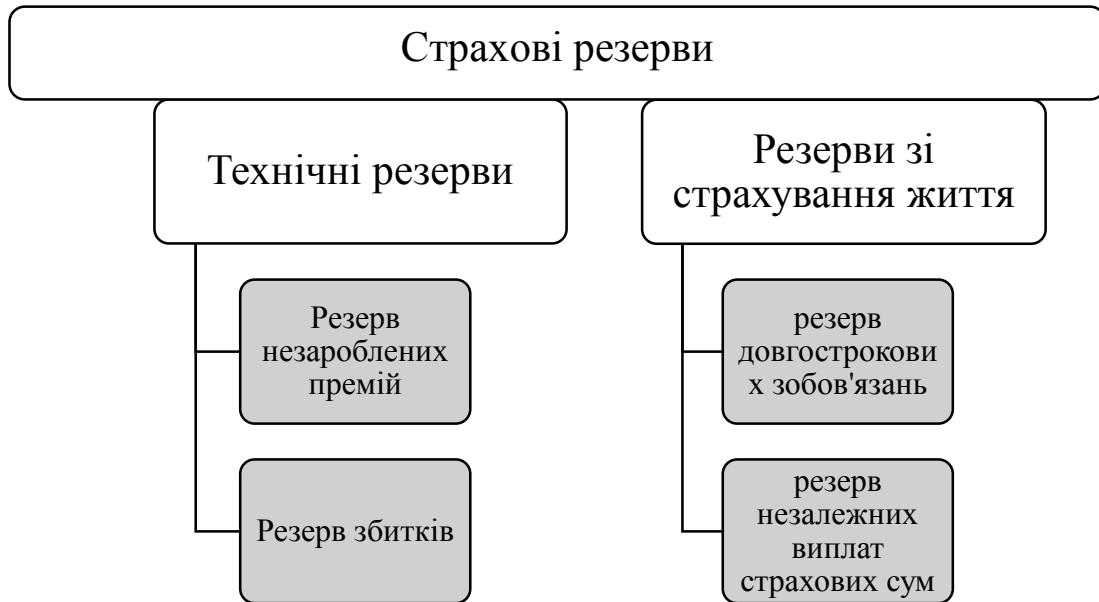 Страхові резерви
Технічні резерви
Резерв
незароблених
премій
Резерв збитків
Резерви зі
страхування життя
резерв
довгострокови
х зобов'язань
резерв
незалежних
виплат
страхових сум